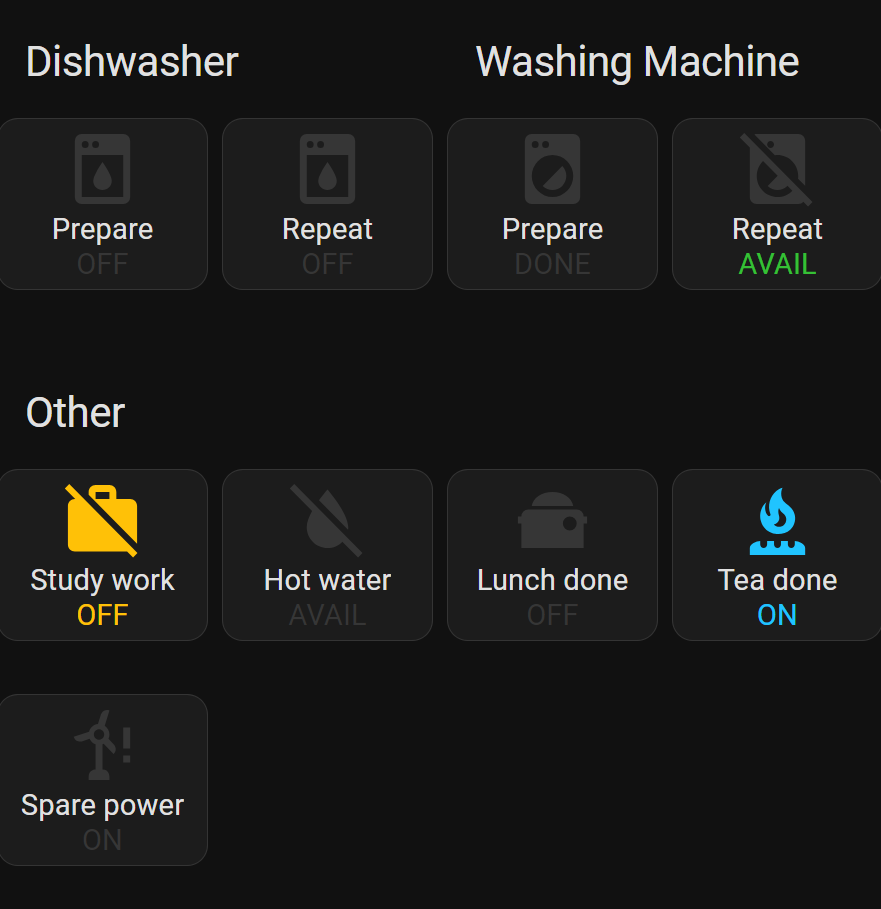 Dishwasher
Washing Machine
Prepare
OFF
Repeat
OFF
Prepare
DONE
Repeat
AVAIL
Other
Study work
OFF
Hot water
AVAIL
Lunch done
OFF
Tea done
ON
Spare power
ON